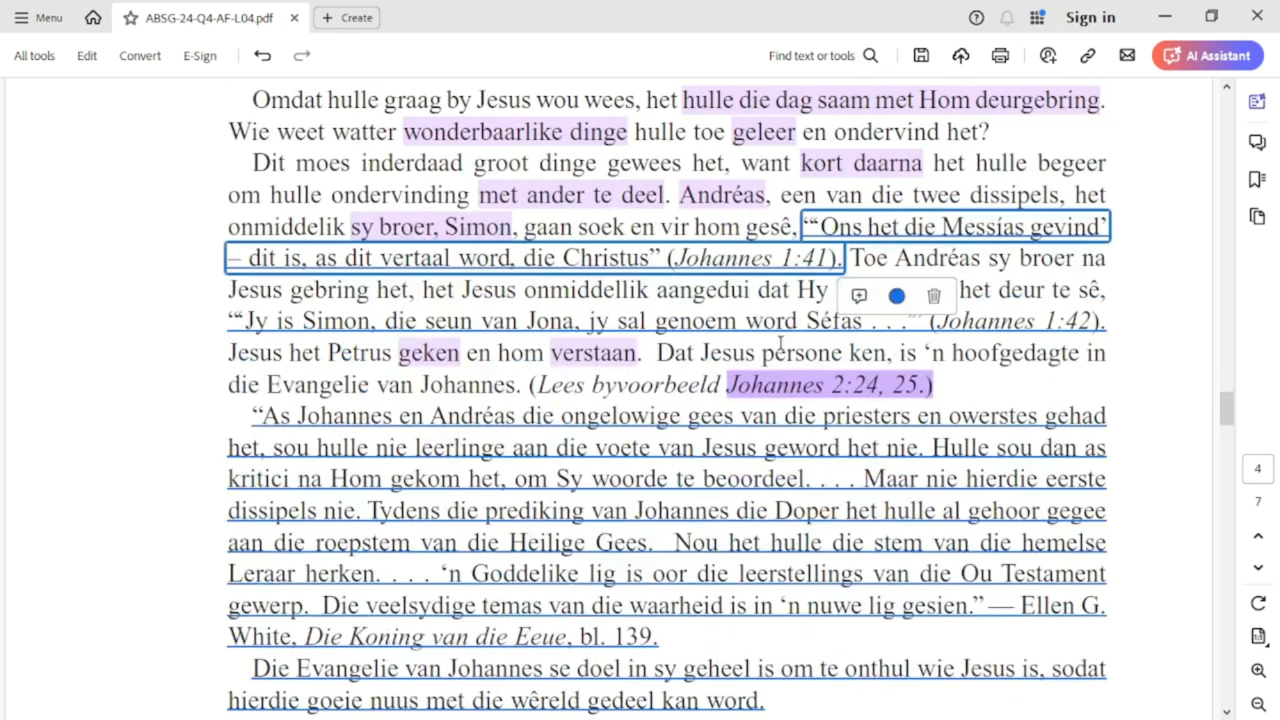 Menu
ABSG-24-Q4-AF-L04.pdf
Create
Sign in
All tools
Edit
Convert
E-Sign
Find text or tools
AI Assistant
Omdat hulle graag by Jesus wou wees, het hulle die dag saam met Hom deurgebring.
Wie weet watter wonderbaarlike dinge hulle toe geleer en ondervind het?
Dit moes inderdaad groot dinge gewees het, want kort daarna het hulle begeer
om hulle ondervinding met ander te deel. Andréas, een van die twee dissipels, het
onmiddelik sy broer, Simon, gaan soek en vir hom gesê, “‘Ons het die Messías gevind’
– dit is, as dit vertaal word, die Christus” (Johannes 1:41). Toe Andréas sy broer na
Jesus gebring het, het Jesus onmiddellik aangedui dat Hy het deur te sê,
“‘Jy is Simon, die seun van Jona, jy sal genoem word Séfas . . .’” (Johannes 1:42).
Jesus het Petrus geken en hom verstaan. Dat Jesus persone ken, is ‘n hoofgedagte in
die Evangelie van Johannes. (Lees byvoorbeeld Johannes 2:24, 25.)
“As Johannes en Andréas die ongelowige gees van die priesters en owerstes gehad
het, sou hulle nie leerlinge aan die voete van Jesus geword het nie. Hulle sou dan as
kritici na Hom gekom het, om Sy woorde te beoordeel. . . . Maar nie hierdie eerste
dissipels nie. Tydens die prediking van Johannes die Doper het hulle al gehoor gegee
aan die roepstem van die Heilige Gees. Nou het hulle die stem van die hemelse
Leraar herken. . . . ‘n Goddelike lig is oor die leerstellings van die Ou Testament
gewerp. Die veelsydige temas van die waarheid is in ‘n nuwe lig gesien.” — Ellen G.
White, Die Koning van die Eeue, bl. 139.
Die Evangelie van Johannes se doel in sy geheel is om te onthul wie Jesus is, sodat
hierdie goeie nuus met die wêreld gedeel kan word.
4
7